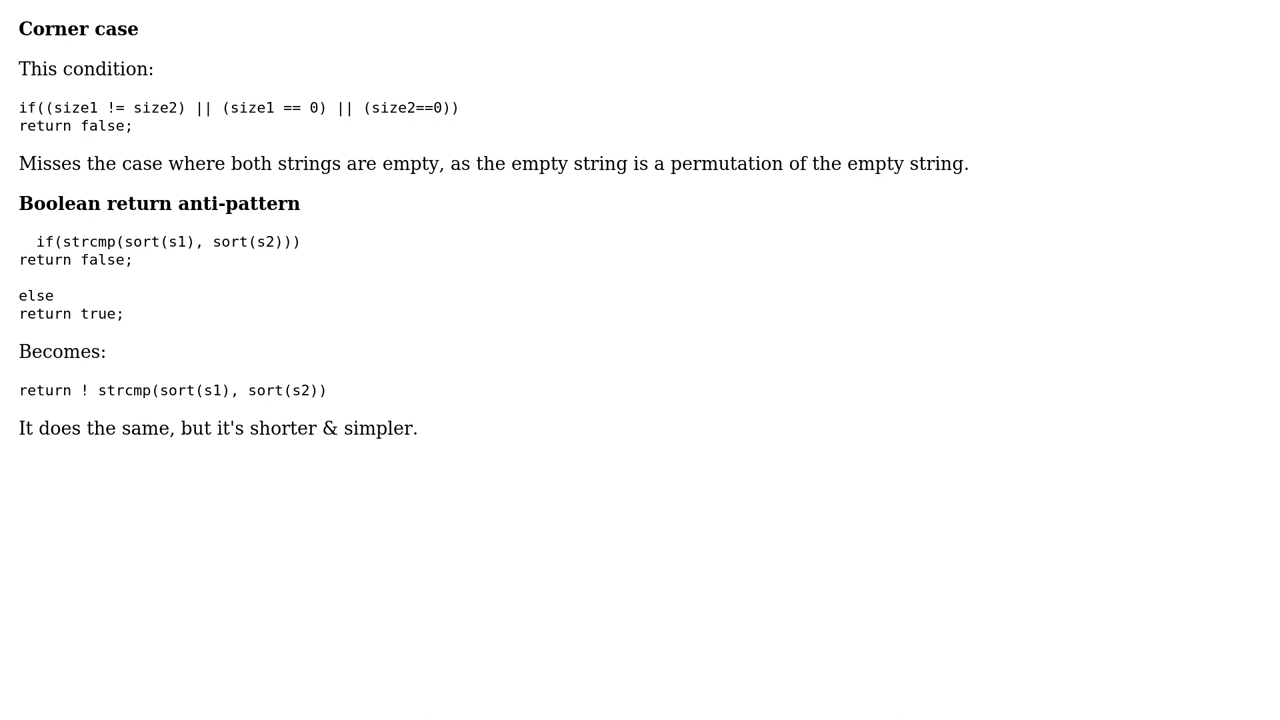 Corner case
This condition:
if((size1 != size2) || (size1 == 0) || (size2==0))
return false;
Misses the case where both strings are empty, as the empty string is a permutation of the empty string.
Boolean return anti-pattern
  if(strcmp(sort(s1), sort(s2)))
return false;
else
return true;
Becomes:
return ! strcmp(sort(s1), sort(s2))
It does the same, but it's shorter & simpler.